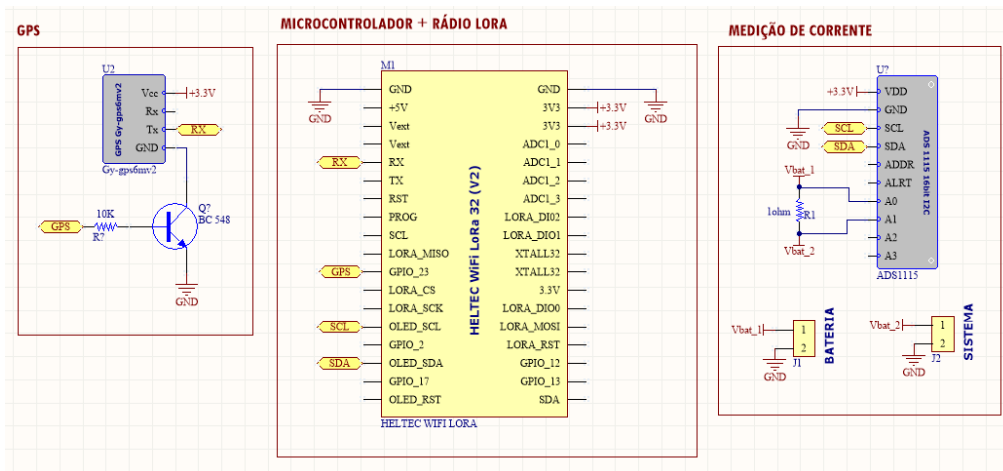 GPS
U2
GPS Gy-gps6mv2
Vcc
+3.3V
Rx
Tx
RX
GND
Gy-gps6mv2
GPS
10K
R?
Q?
BC 548
GND
MICROCONTROLADOR + RÁDIO LORA
M1
HELTEC WiFi LoRa 32 (V2)
GND
GND
GND
GND
+5V
3V3
+3.3V
Vext
3V3
+3.3V
Vext
ADC1_0
RX
RX
ADC1_1
TX
ADC1_2
RST
ADC1_3
PROG
LORA_DI02
SCL
LORA_DIO1
LORA_MISO
XTALL32
GPS
GPIO_23
XTALL32
LORA_CS
3.3V
LORA_SCK
LORA_DIO0
SCL
OLED_SCL
LORA_MOSI
GPIO_2
LORA_RST
SDA
OLED_SDA
GPIO_12
GPIO_17
GPIO_13
OLED_RST
SDA
HELTEC WIFI LORA
MEDIÇÃO DE CORRENTE
U?
ADS 1115 16bit I2C
+3.3V
VDD
GND
GND
SCL
SCL
SDA
SDA
ADDR
ALRT
A0
A1
A2
A3
ADS1115
Vbat_1
1ohm
R1
Vbat_2
Vbat_1
1
2
J1
GND
BATERIA
Vbat_2
1
2
J2
GND
SISTEMA